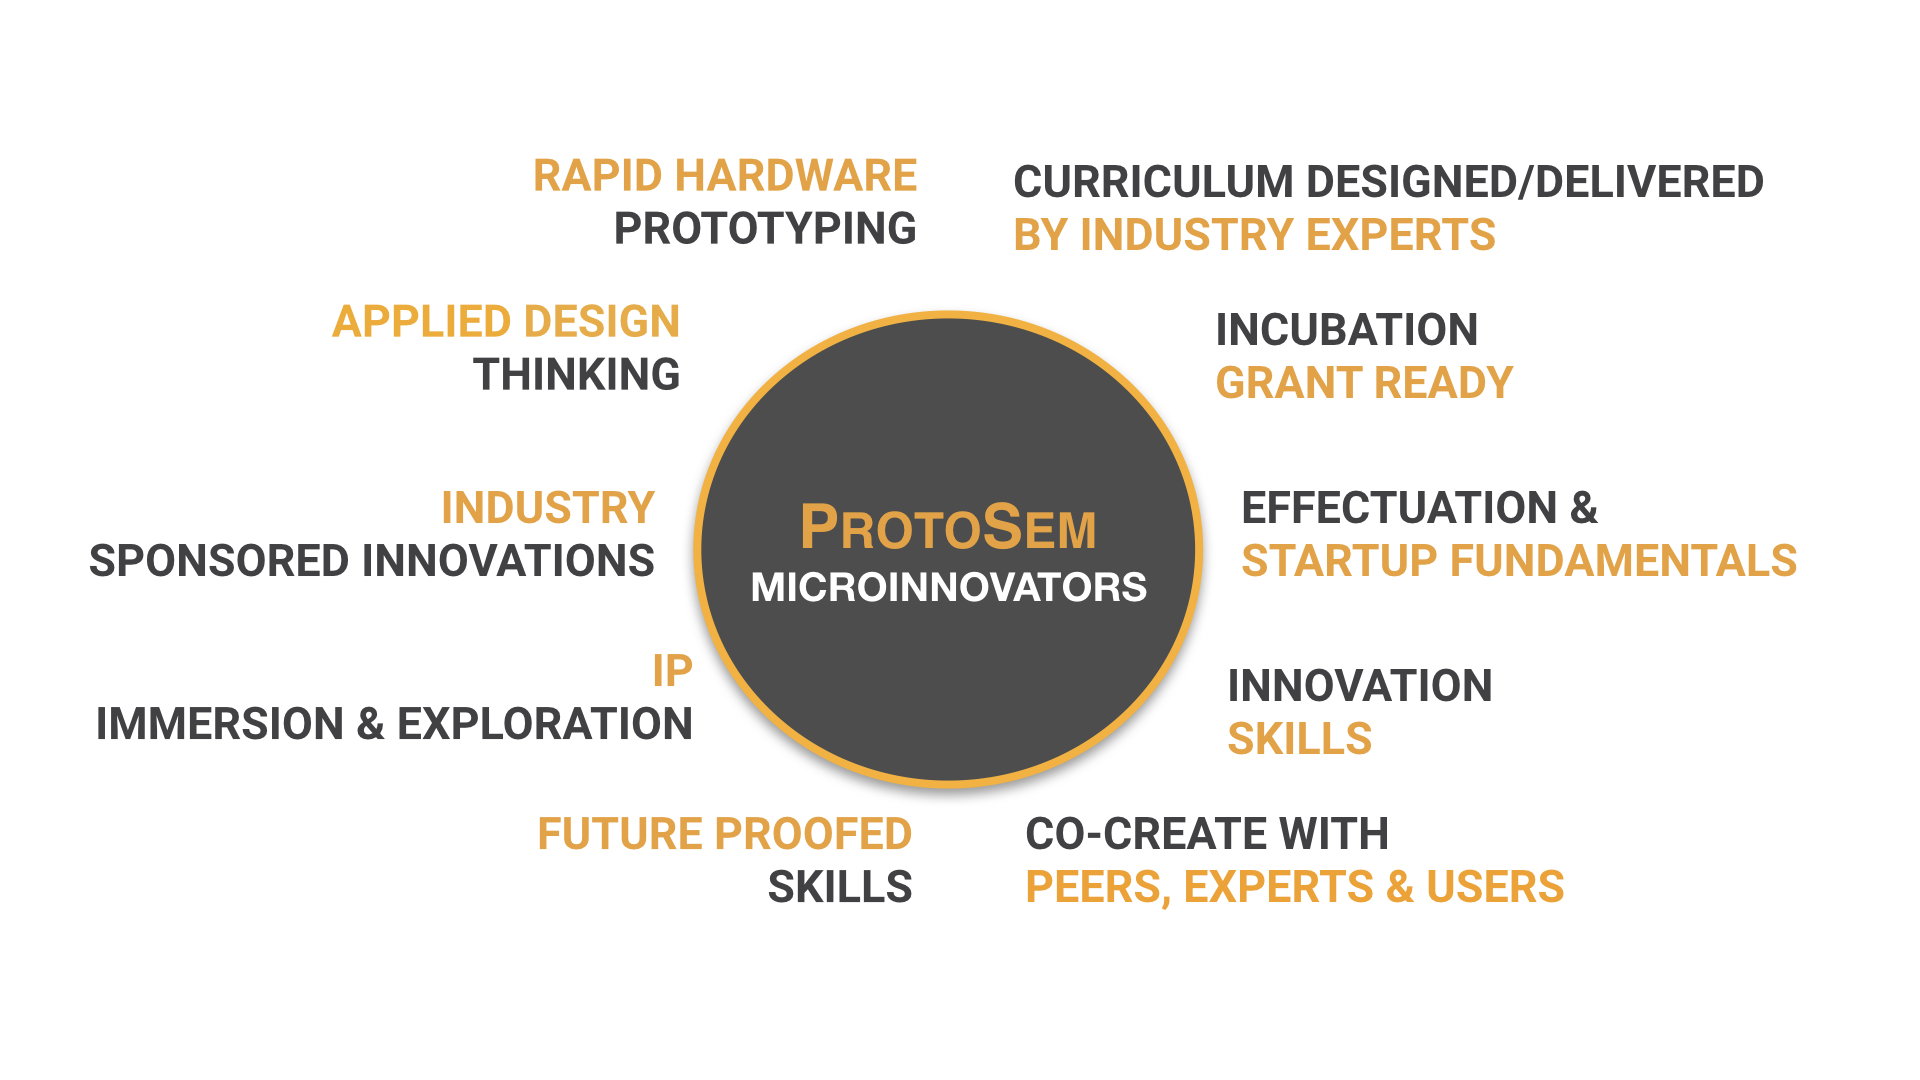 RAPID HARDWARE
PROTOTYPING
CURRICULUM DESIGNED/DELIVERED
BY INDUSTRY EXPERTS
APPLIED DESIGN
THINKING
INCUBATION
GRANT READY
INDUSTRY
SPONSORED INNOVATIONS
PROTOSEM
MICROINNOVATORS
EFFECTUATION &
STARTUP FUNDAMENTALS
IP
IMMERSION & EXPLORATION
INNOVATION
SKILLS
FUTURE PROOFED
SKILLS
CO-CREATE WITH
PEERS, EXPERTS & USERS